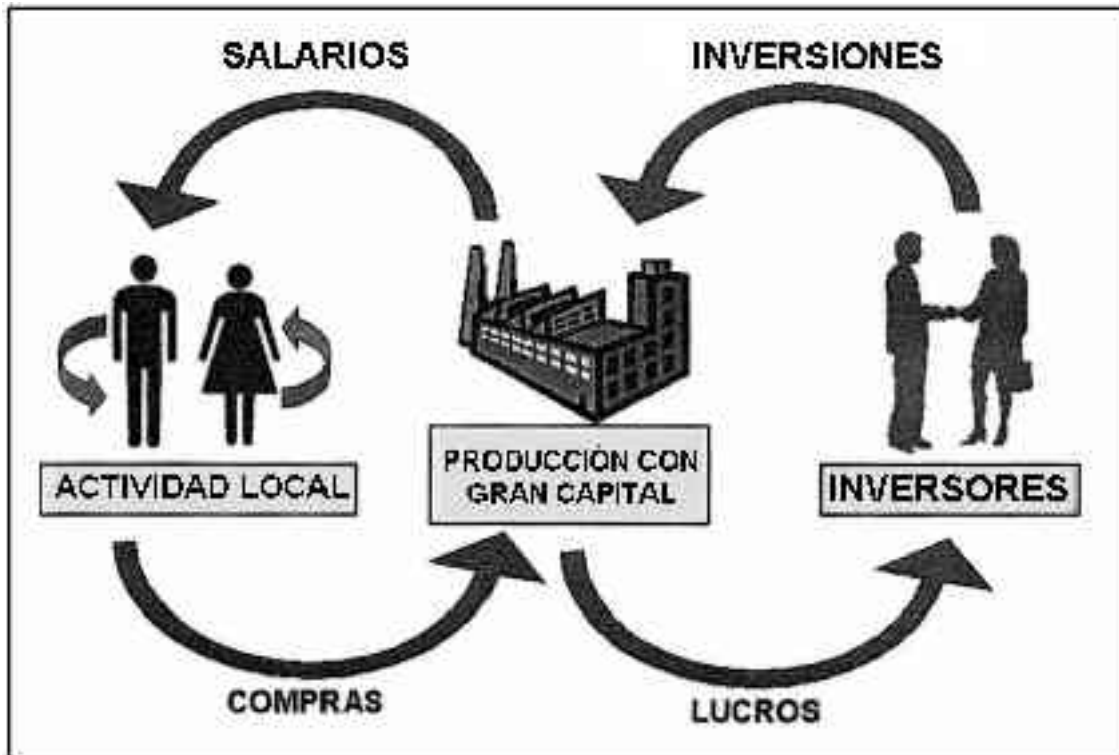 SALARIOS
INVERSIONES
ACTIVIDAD LOCAL
PRODUCCIÓN CON
GRAN CAPITAL
INVERSORES
COMPRAS
LUCROS